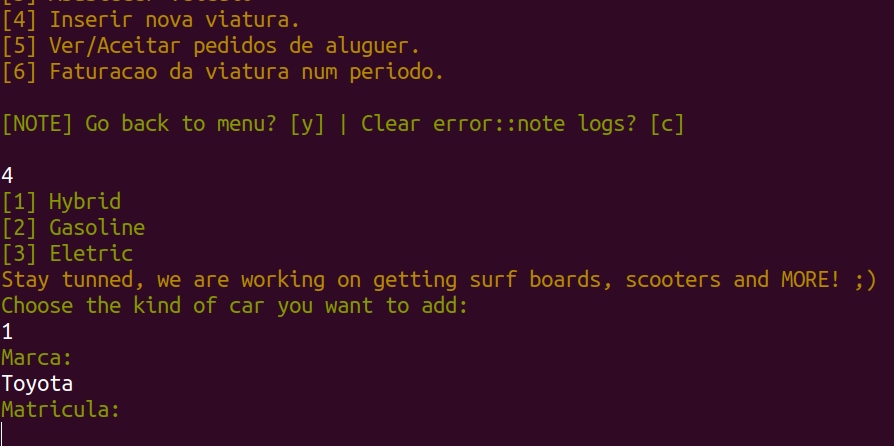 [4] Inserir nova viatura.
[5] Ver/Aceitar pedidos de aluguer.
[6] Faturacao da viatura num periodo.
[NOTE] Go back to menu? [y] | Clear error::note logs? [c]
4
[1] Hybrid
[2] Gasoline
[3] Eletric
Stay tunned, we are working on getting surf boards, scooters and MORE! ;)
Choose the kind of car you want to add:
1
Marca:
Toyota
Matricula: